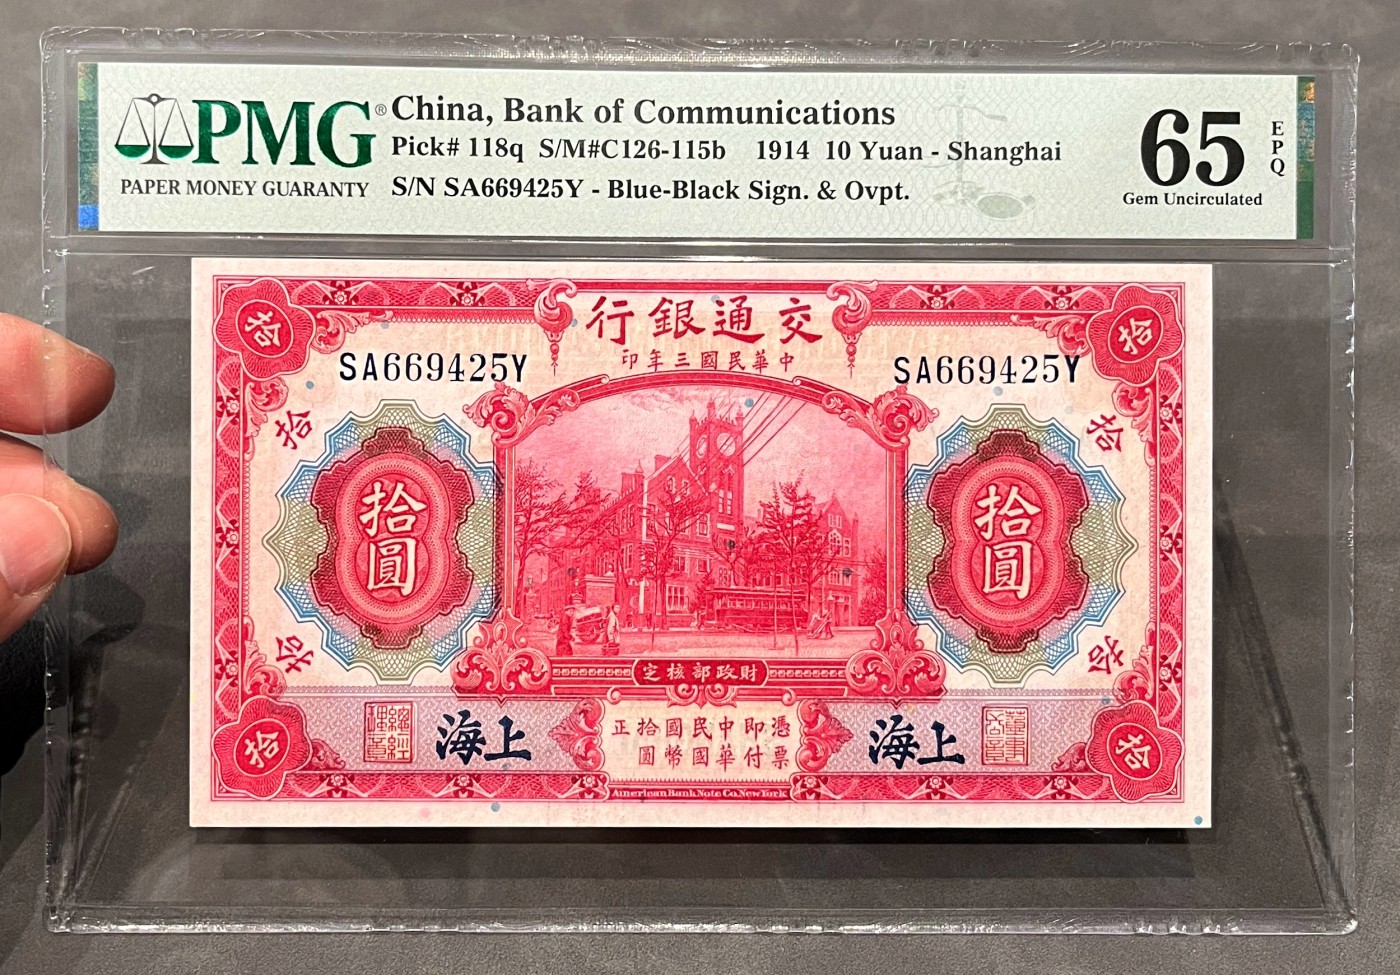 PMG®
PAPER MONEY GUARANTY
China, Bank of Communications
Pick# 118q S/M#C126-115b 1914 10 Yuan - Shanghai
S/N SA669425Y - Blue-Black Sign. & Ovpt.
65
EPQ
Gem Uncirculated
行銀通交
印年三國民華中
SA669425Y
SA669425Y
拾
拾
拾
拾
拾圓
拾圓
拾
拾
定核部政財
海上
海上
正拾國民中即憑
圓幣國華付票
拾
拾
American Bank Note Co. New York